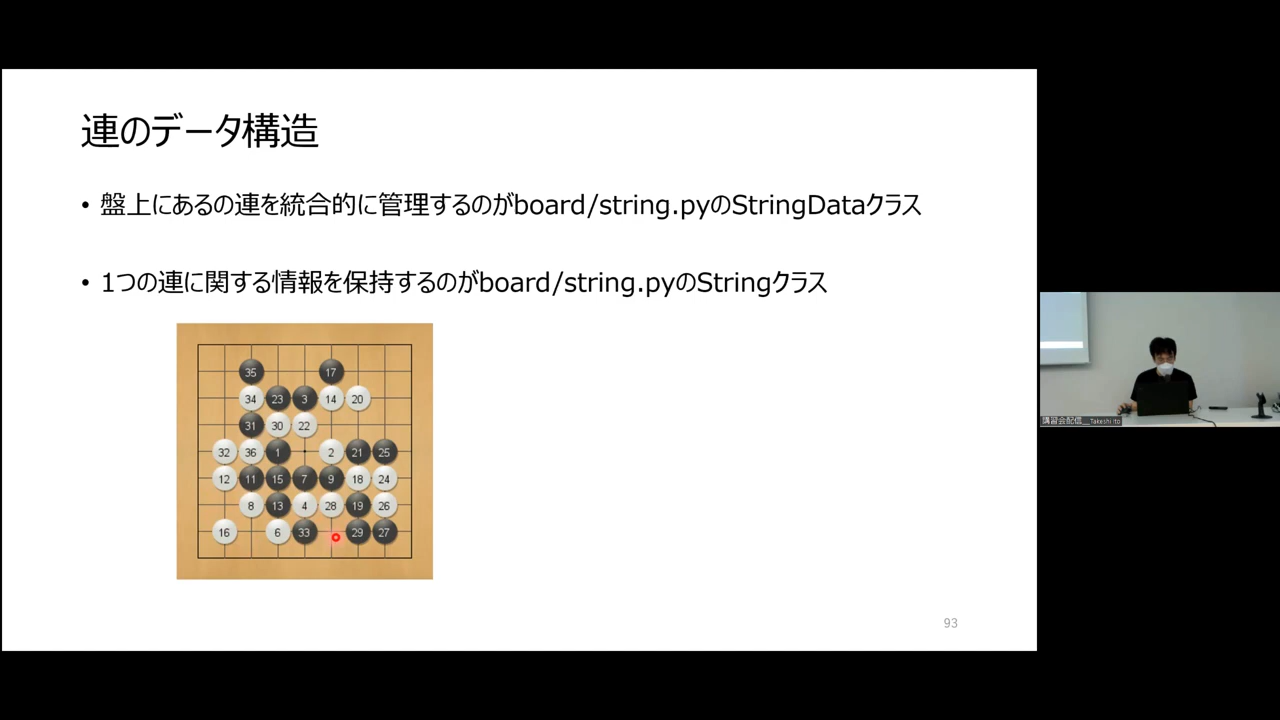 連のデータ構造
• 盤上にあるの連を統合的に管理するのがboard/string.pyのStringDataクラス
• 1つの連に関する情報を保持するのがboard/string.pyのStringクラス
35 17
34 23 3 14 20
31 30 22
32 36 1 2 21 25
12 11 15 7 9 18 24
8 13 4 28 19 26
16 6 33 29 27
93
講習会配信__Takeshi Ito